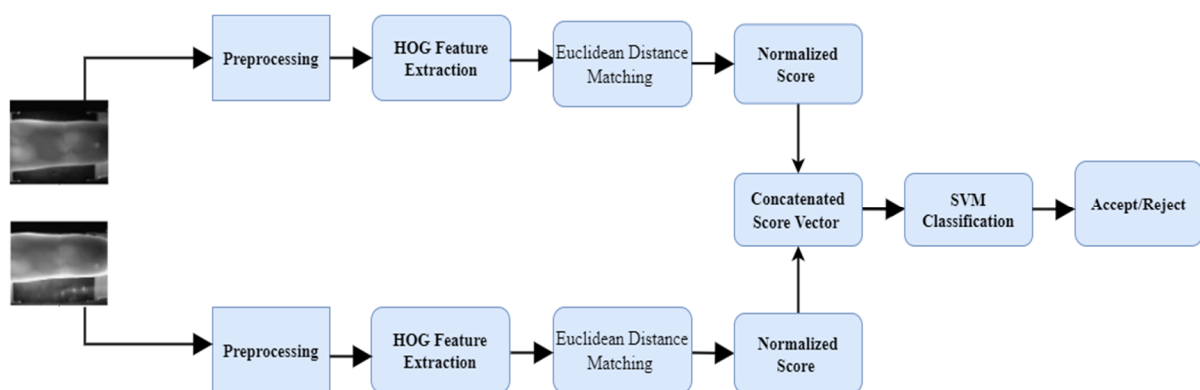 Preprocessing
HOG Feature
Extraction
Euclidean Distance
Matching
Normalized
Score
Concatenated
Score Vector
SVM
Classification
Accept/Reject
Preprocessing
HOG Feature
Extraction
Euclidean Distance
Matching
Normalized
Score